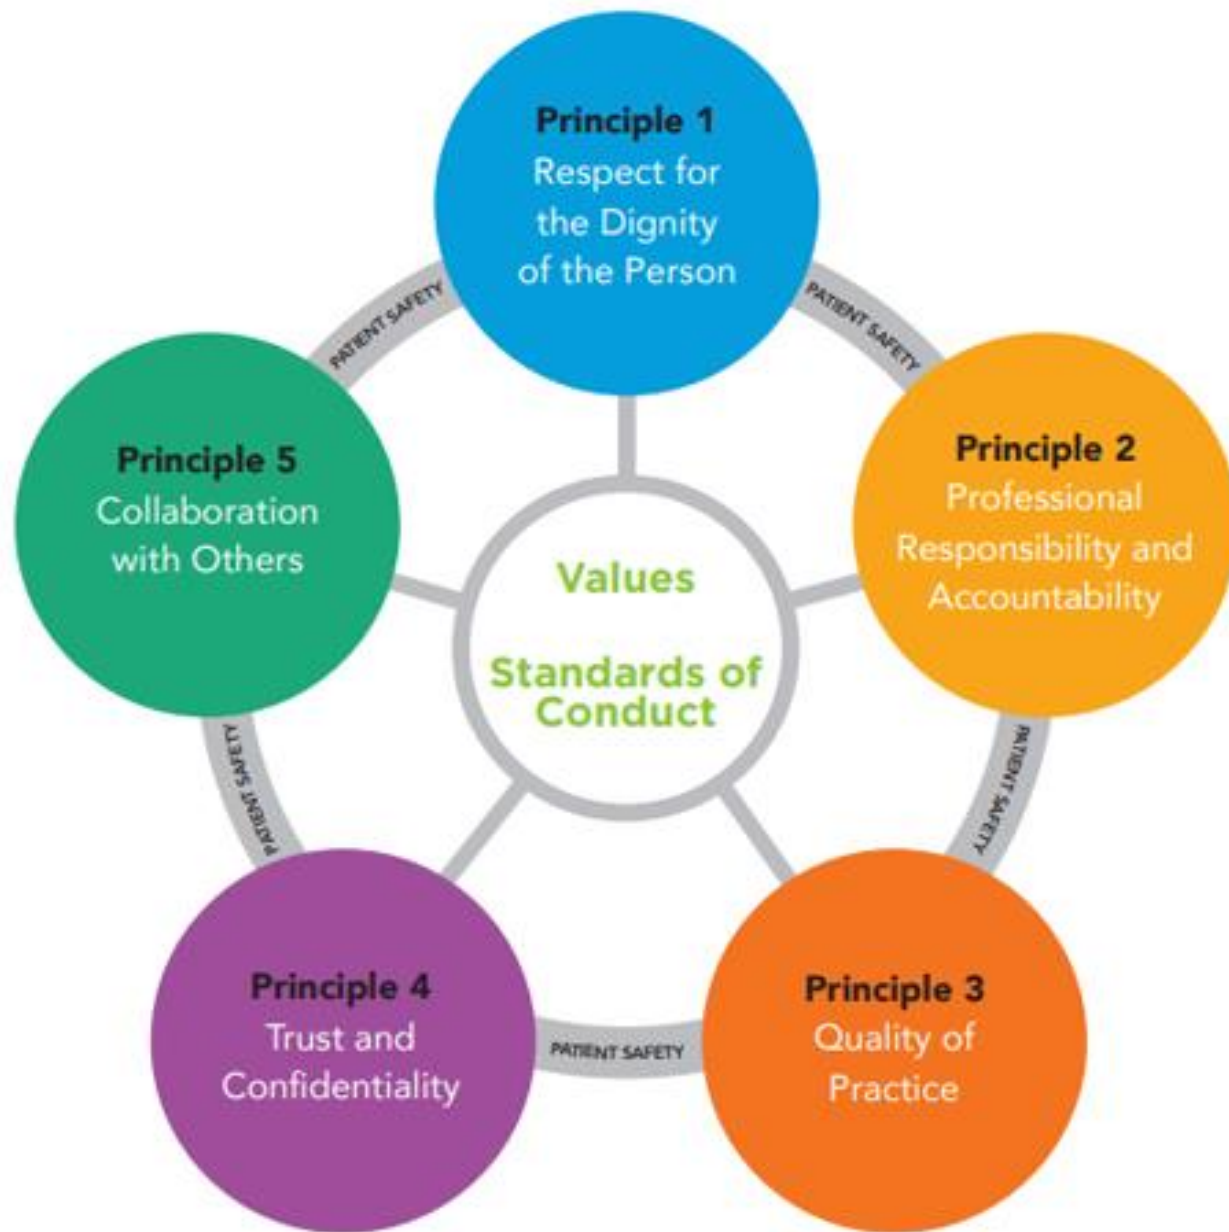 Principle 1
Respect for
the Dignity
of the Person
PATIENT SAFETY
PATIENT SAFETY
Principle 5
Collaboration
with Others
Principle 2
Professional
Responsibility and
Accountability
Values
Standards of
Conduct
PATIENT SAFETY
PATIENT SAFETY
Principle 4
Trust and
Confidentiality
PATIENT SAFETY
Principle 3
Quality of
Practice